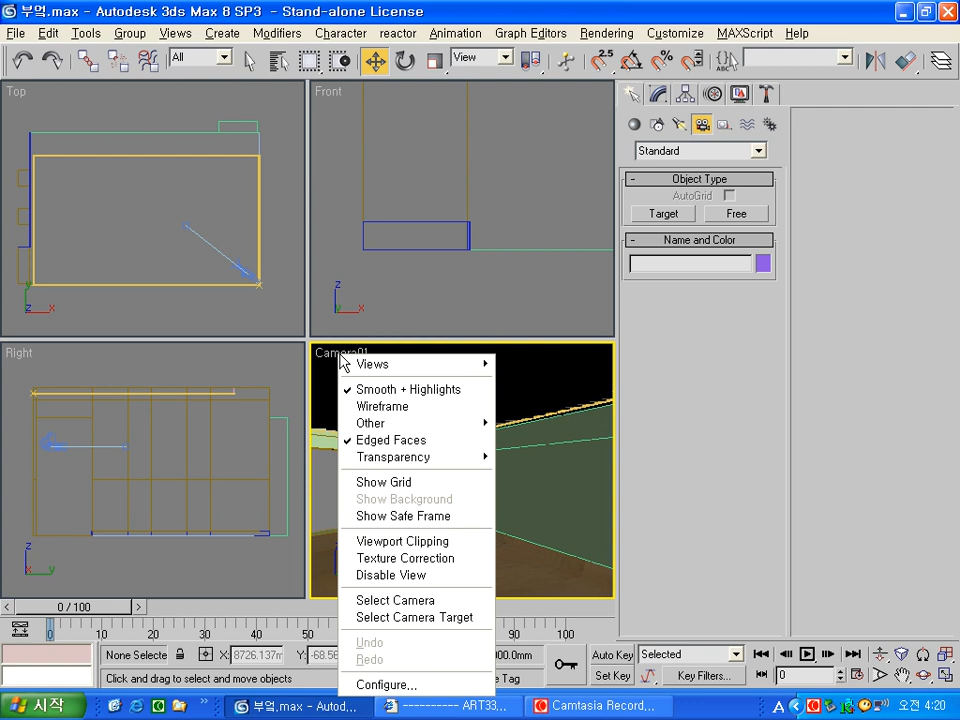 부엌.max - Autodesk 3ds Max 8 SP3 - Stand-alone License
File Edit Tools Group Views Create Modifiers Character reactor Animation Graph Editors Rendering Customize MAXScript Help
All View
Top Front
Standard
- Object Type
AutoGrid
Target Free
- Name and Color
z
y
x
z
y
x
Right Camera01
Views
Smooth + Highlights
Wireframe
Other
Edged Faces
Transparency
Show Grid
Show Background
Show Safe Frame
Viewport Clipping
Texture Correction
Disable View
Select Camera
Select Camera Target
Undo
Redo
Configure...
z
y
< 0 / 100 >
0 10 20 30 40 50 90 100
None Selecte X: 8726.137m Y: -68.56 Auto Key Selected
Click and drag to select and move objects Set Key Key Filters... 0
시작 부엌.max - Autod... ---------- ART33... Camtasia Record... A 오전 4:20